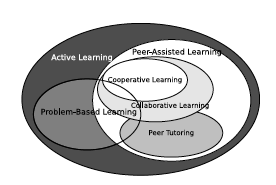 Peer-Assisted Learning
Active Learning
Cooperative Learning
Collaborative Learning
Problem-Based Learning
Peer Tutoring